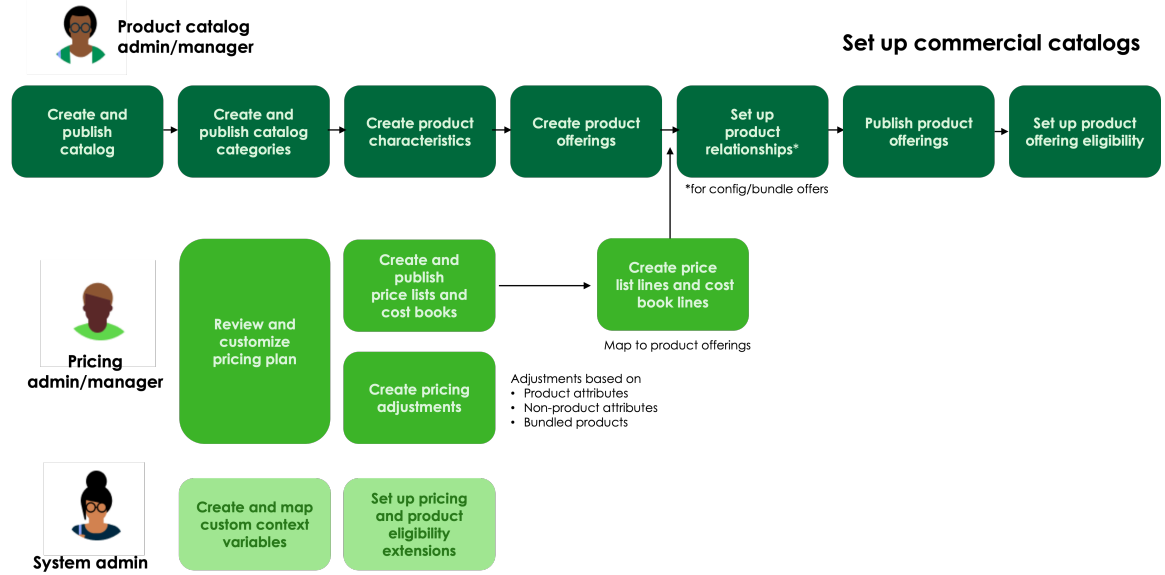 Product catalog
admin/manager
Set up commercial catalogs
Create and
publish
catalog
Create and
publish catalog
categories
Create product
characteristics
Create product
offerings
Set up
product
relationships*
Publish product
offerings
Set up product
offering eligibility
*for config/bundle offers
Pricing
admin/manager
Review and
customize
pricing plan
Create and
publish
price lists and
cost books
Create price
list lines and cost
book lines
Map to product offerings
Create pricing
adjustments
Adjustments based on
• Product attributes
• Non-product attributes
• Bundled products
System admin
Create and map
custom context
variables
Set up pricing
and product
eligibility
extensions